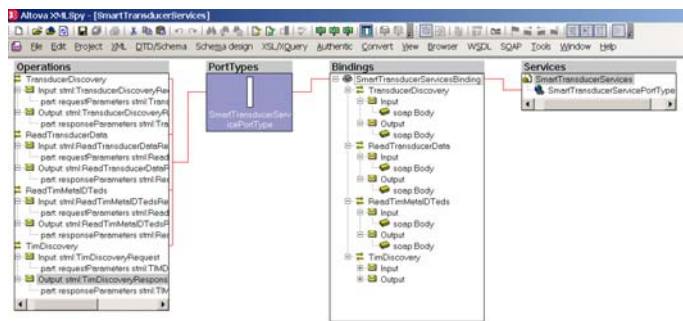 Altova XMLSpy - [SmartTransducerServices]
File Edit Project XML DTD/Schema Schema design XSL/XQuery Authentic Convert View Browser WSDL SOAP Tools Window Help
Operations
TransducerDiscovery
Input stml:TransducerDiscoveryRe
part: requestParameters stml:Trans
Output stml:TransducerDiscoveryR
part: responseParameters stml:Tra
ReadTransducerData
Input stml:ReadTransducerDataRe
part: requestParameters stml:Read
Output stml:ReadTransducerDataR
part: responseParameters stml:Rea
ReadTimMetaIDTeds
Input stml:ReadTimMetaIDTedsRe
part: requestParameters stml:Read
Output stml:ReadTimMetaIDTedsR
part: responseParameters stml:Rea
TimDiscovery
Input stml:TimDiscoveryRequest
part: requestParameters stml:TIMD
Output stml:TimDiscoveryRespons
part: responseParameters stml:TIM
PortTypes
SmartTransducerServ
icePortType
Bindings
SmartTransducerServicesBinding
TransducerDiscovery
Input
soap:Body
Output
soap:Body
ReadTransducerData
Input
soap:Body
Output
soap:Body
ReadTimMetaIDTeds
Input
soap:Body
Output
soap:Body
TimDiscovery
Input
Output
Services
SmartTransducerServices
SmartTransducerServicePortType